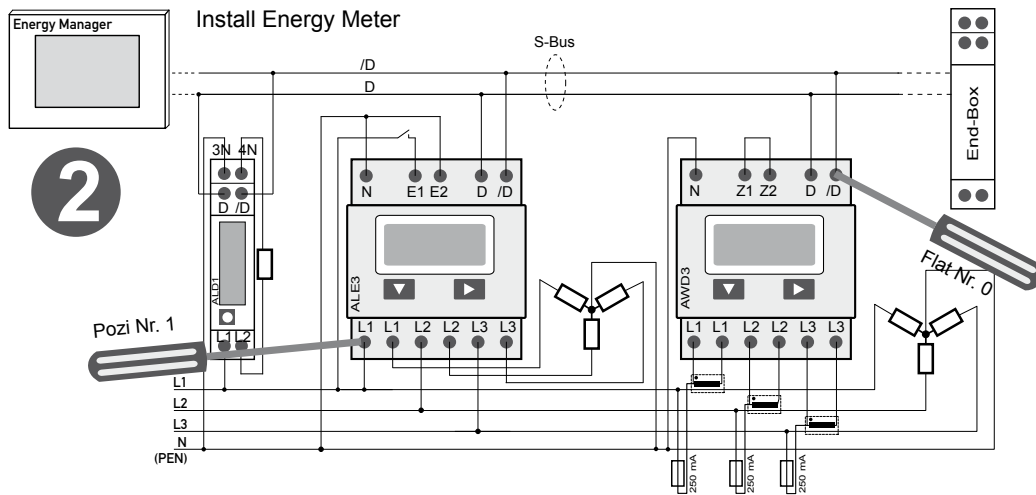 Energy Manager
Install Energy Meter
S-Bus
/D
D
End-Box
2
3N 4N
D /D
ALD1
L1 L2
N E1 E2 D /D
ALE3
L1 L1 L2 L2 L3 L3
N Z1 Z2 D /D
AWD3
L1 L1 L2 L2 L3 L3
Flat Nr. 0
Pozi Nr. 1
L1
L2
L3
N
(PEN)
250 mA
250 mA
250 mA